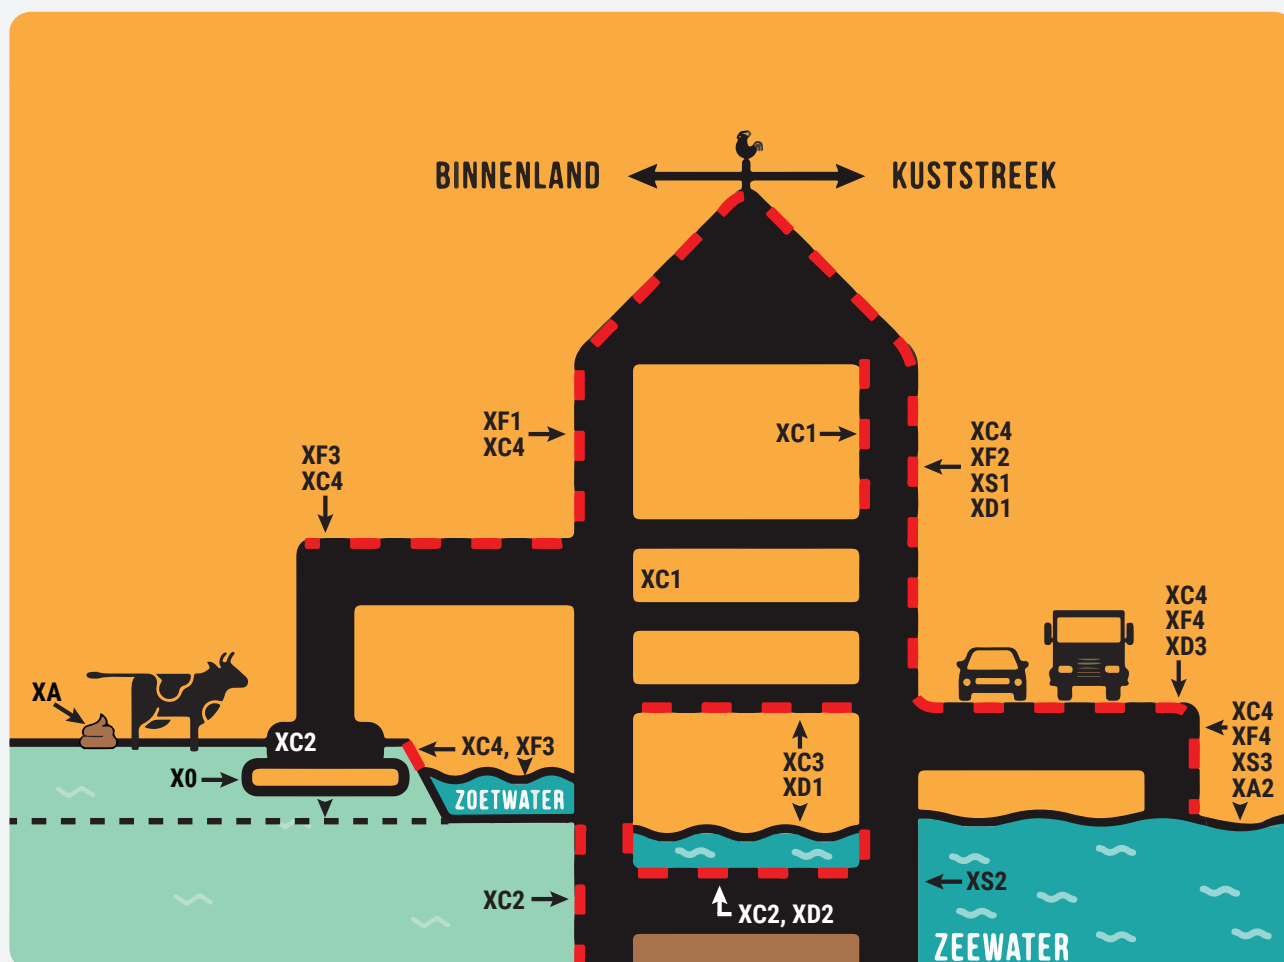 BINNENLAND
KUSTSTREEK
XF1
XC4
XC1
XC4
XF2
XS1
XD1
XF3
XC4
XC1
XC4
XF4
XD3
XA
XC2
XC4, XF3
X0
ZOETWATER
XC3
XD1
XC4
XF4
XS3
XA2
XC2
XC2, XD2
XS2
ZEEWATER